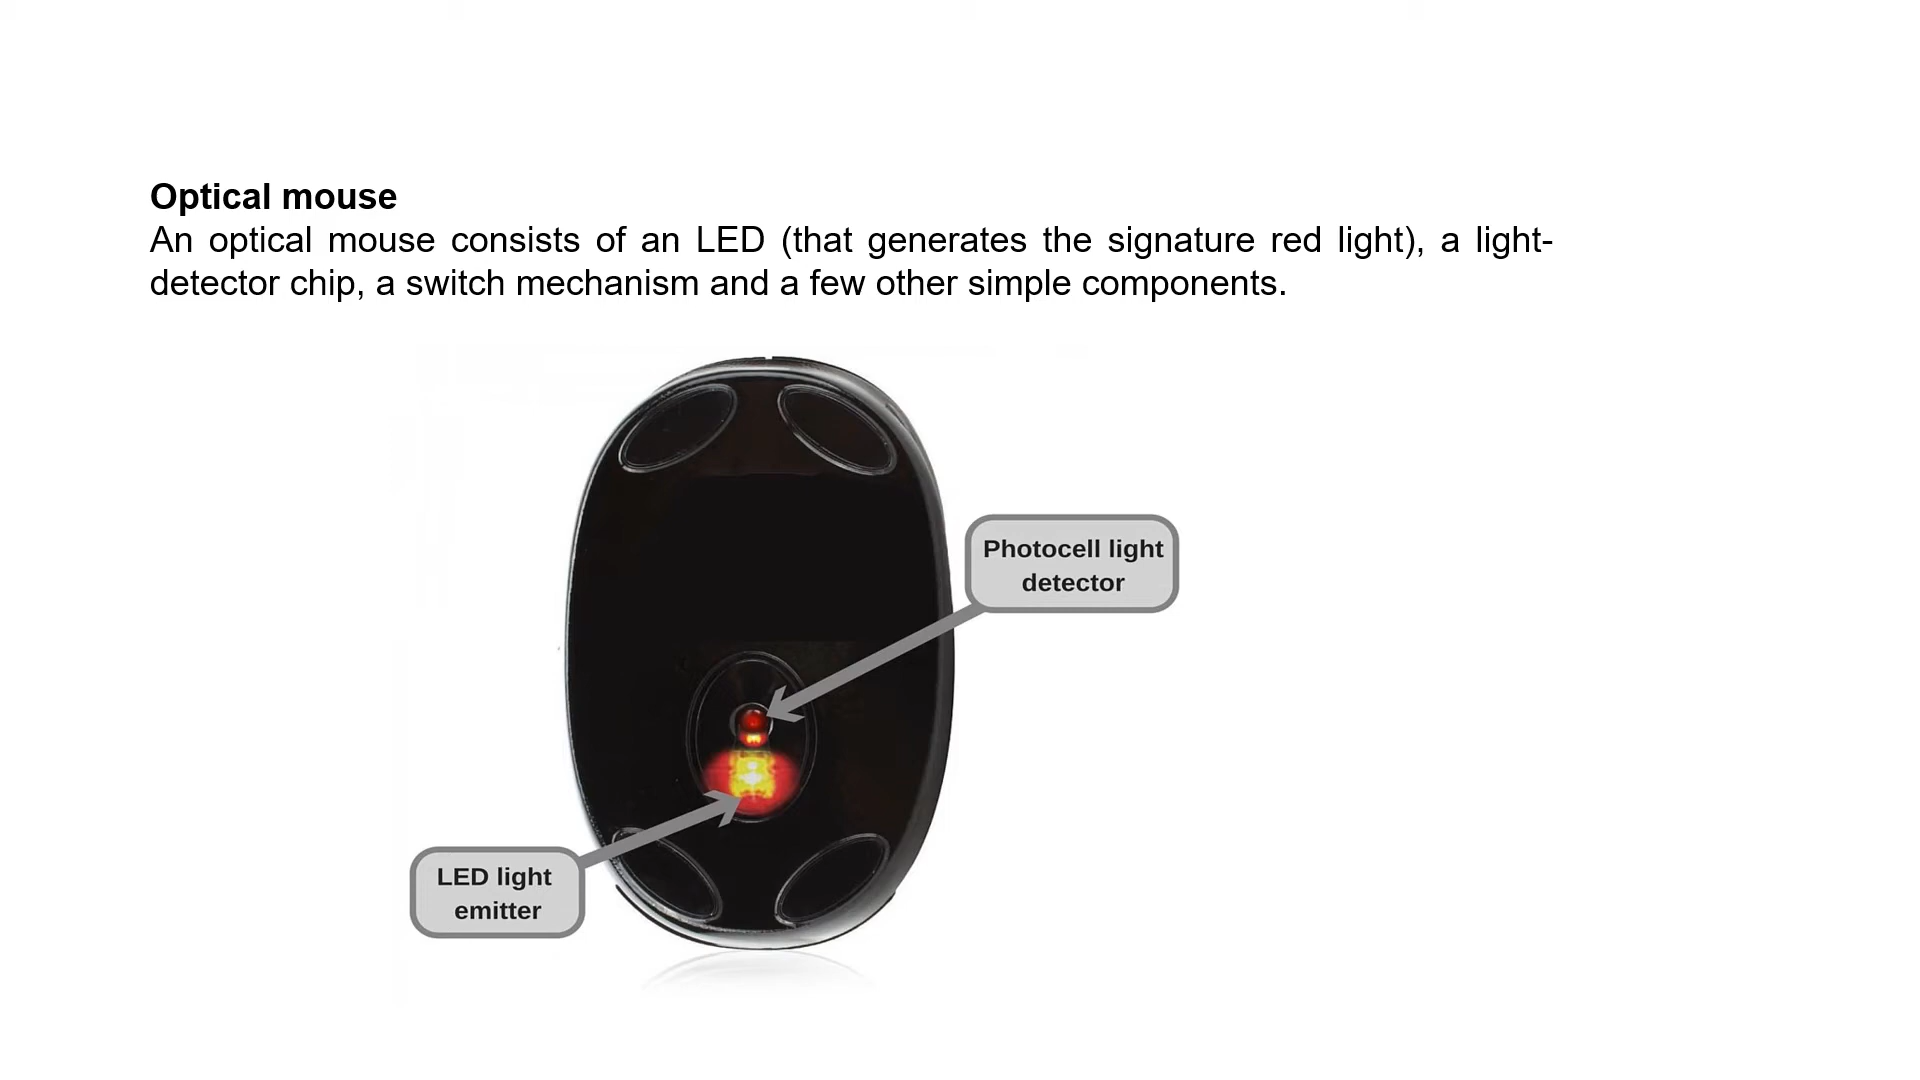 Optical mouse
An optical mouse consists of an LED (that generates the signature red light), a light-
detector chip, a switch mechanism and a few other simple components.
Photocell light
detector
LED light
emitter